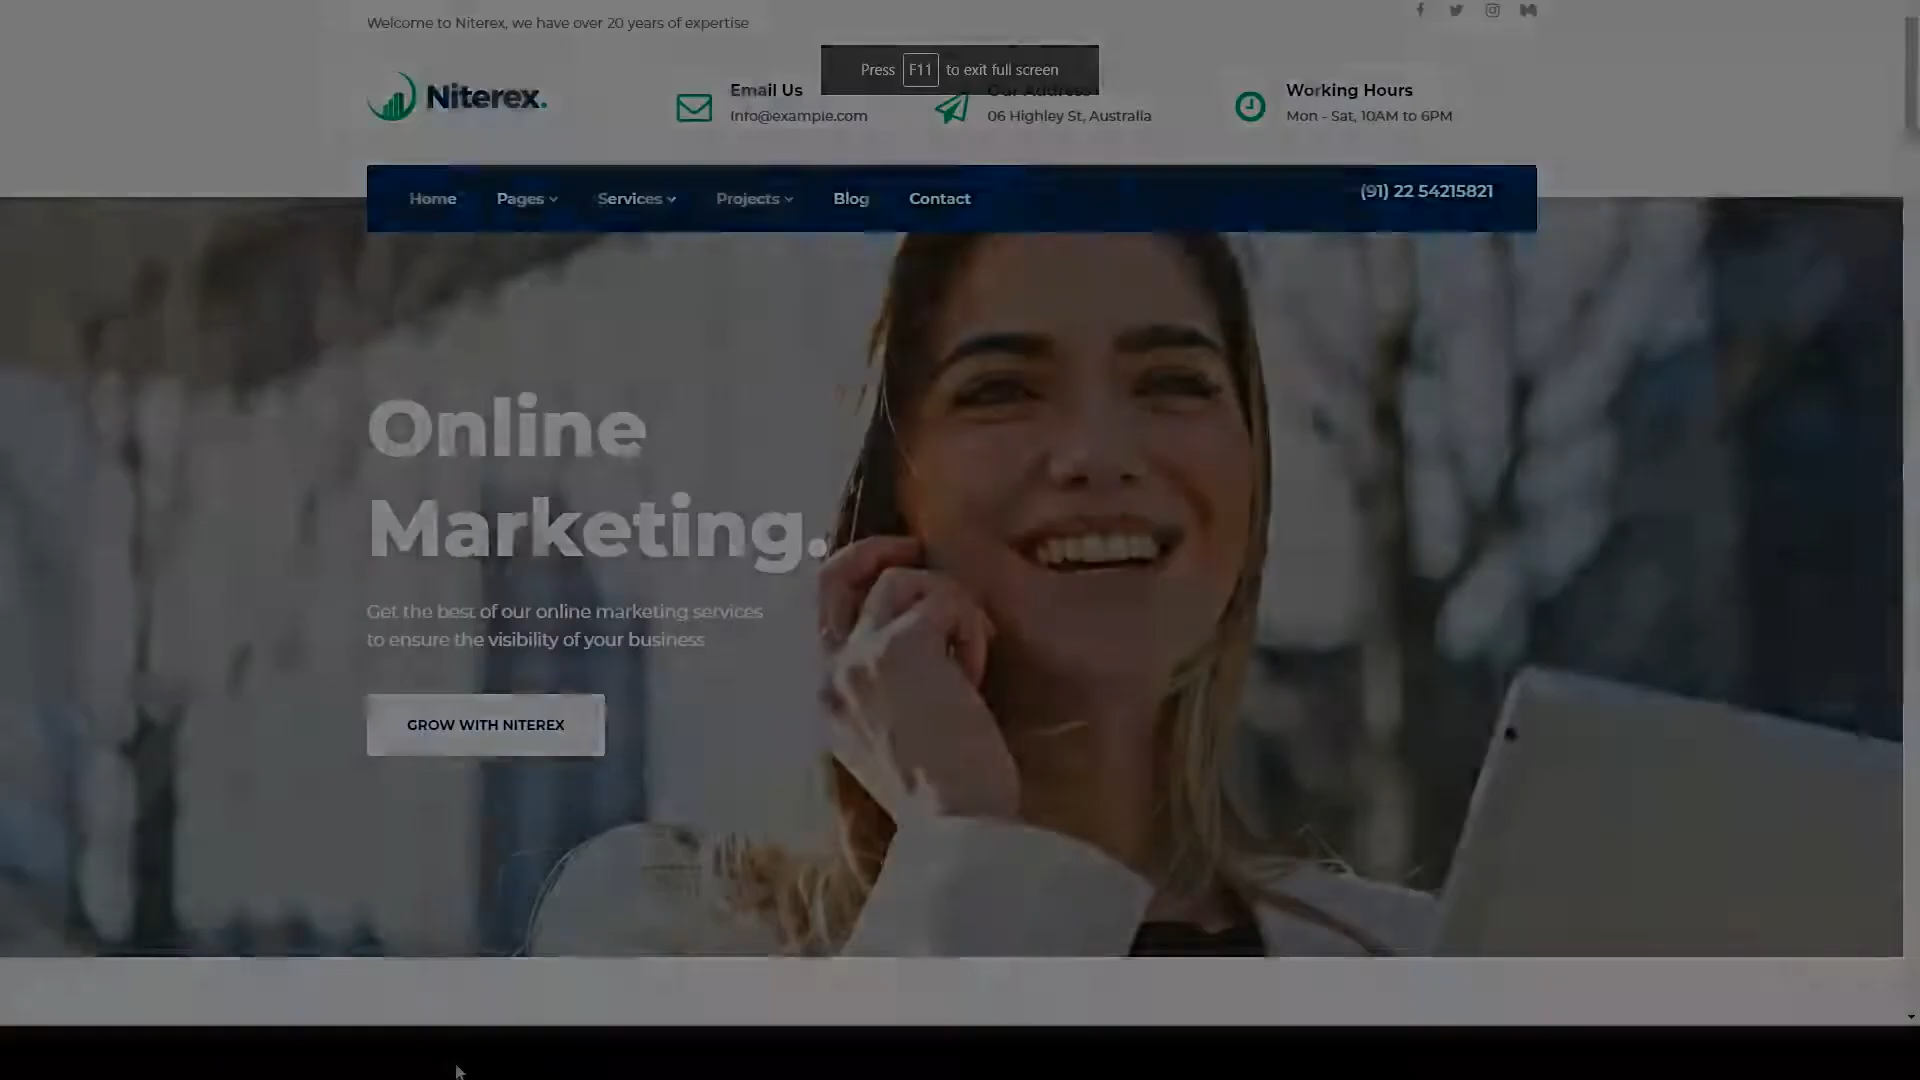 Welcome to Niterex, we have over 20 years of expertise
Press F11 to exit full screen
Niterex.
Email Us
Info@example.com
Our Address
06 Highley St, Australia
Working Hours
Mon - Sat, 10AM to 6PM
Home Pages Services Projects Blog Contact
(91) 22 54215821
Online
Marketing.
Get the best of our online marketing services
to ensure the visibility of your business
GROW WITH NITEREX